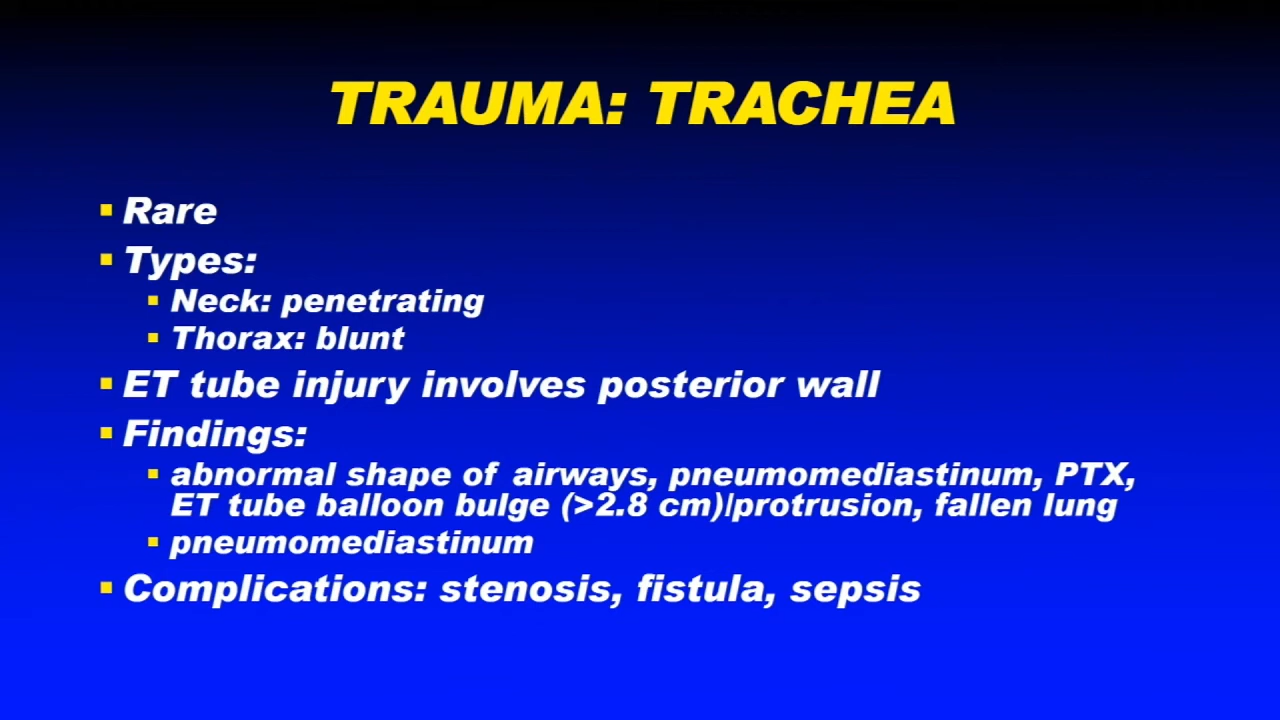 TRAUMA: TRACHEA
Rare
Types:
Neck: penetrating
Thorax: blunt
ET tube injury involves posterior wall
Findings:
abnormal shape of airways, pneumomediastinum, PTX,
ET tube balloon bulge (>2.8 cm)/protrusion, fallen lung
pneumomediastinum
Complications: stenosis, fistula, sepsis